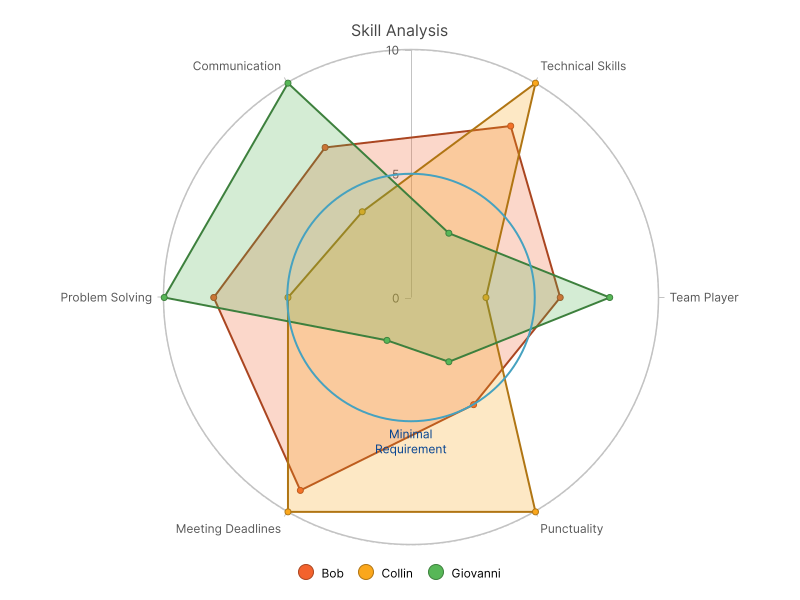 Skill Analysis
10
Communication
Technical Skills
5
Problem Solving
0
Team Player
Minimal
Requirement
Meeting Deadlines
Punctuality
Bob
Collin
Giovanni